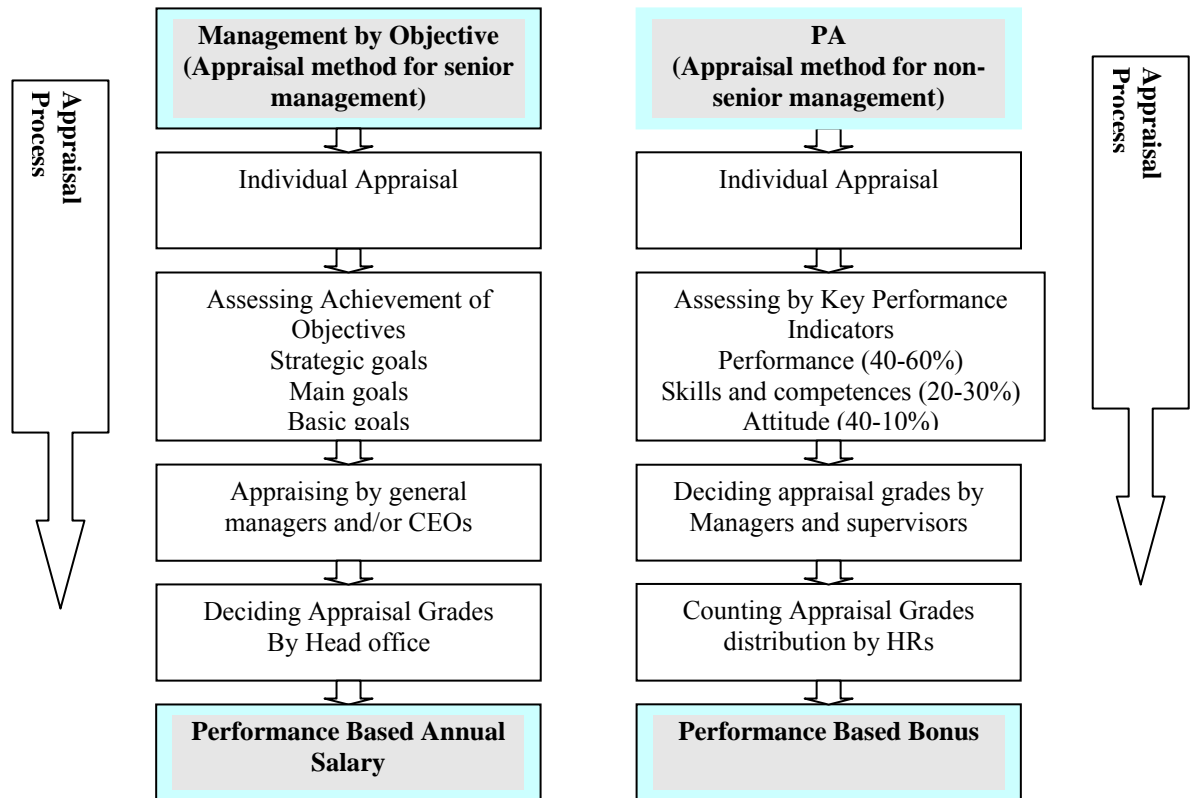 Appraisal
Process
Management by Objective
(Appraisal method for senior
management)
Individual Appraisal
Assessing Achievement of
Objectives
Strategic goals
Main goals
Basic goals
Appraising by general
managers and/or CEOs
Deciding Appraisal Grades
By Head office
Performance Based Annual
Salary
PA
(Appraisal method for non-
senior management)
Individual Appraisal
Assessing by Key Performance
Indicators
Performance (40-60%)
Skills and competences (20-30%)
Attitude (40-10%)
Deciding appraisal grades by
Managers and supervisors
Counting Appraisal Grades
distribution by HRs
Performance Based Bonus
Appraisal
Process